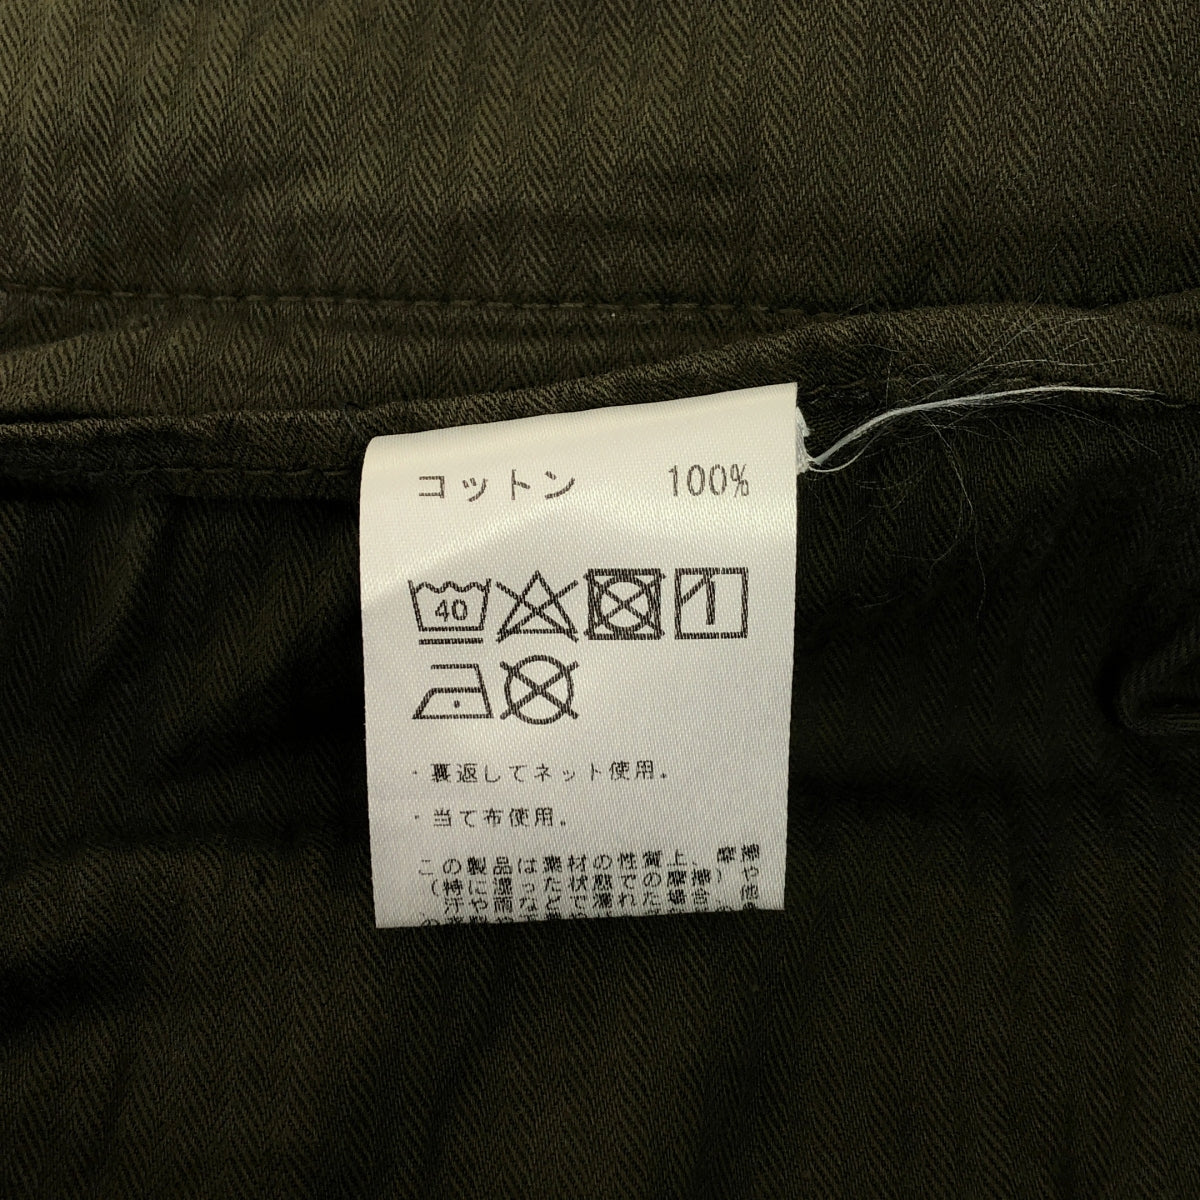 コットン 100%
40
・裏返してネット使用。
・当て布使用。
この製品は素材の性質上、摩擦
（特に湿った状態での摩擦）や
汗や雨などで濡れた場合、他